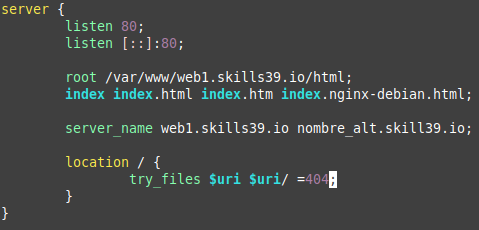 server {
listen 80;
listen [::]:80;
root /var/www/web1.skills39.io/html;
index index.html index.htm index.nginx-debian.html;
server_name web1.skills39.io nombre_alt.skill39.io;
location / {
try_files $uri $uri/ =404;
}
}